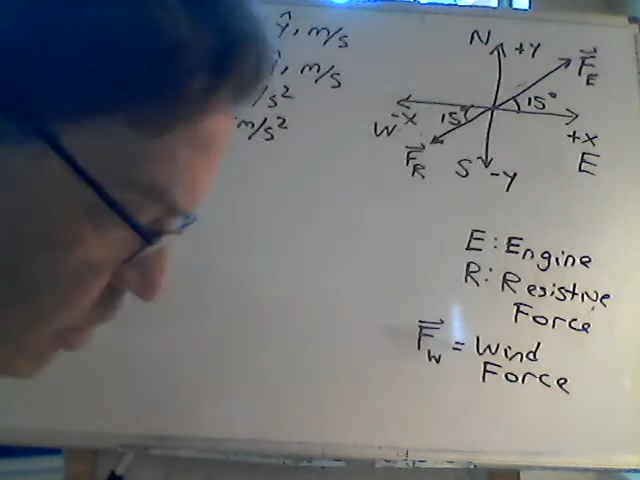 ŷ, m/s
, m/s
/s²
m/s²
N +Y
F⃗E
15°
W -X 15°
+X
E
F⃗R
S -Y
E: Engine
R: Resistive
Force
F⃗W = Wind
Force